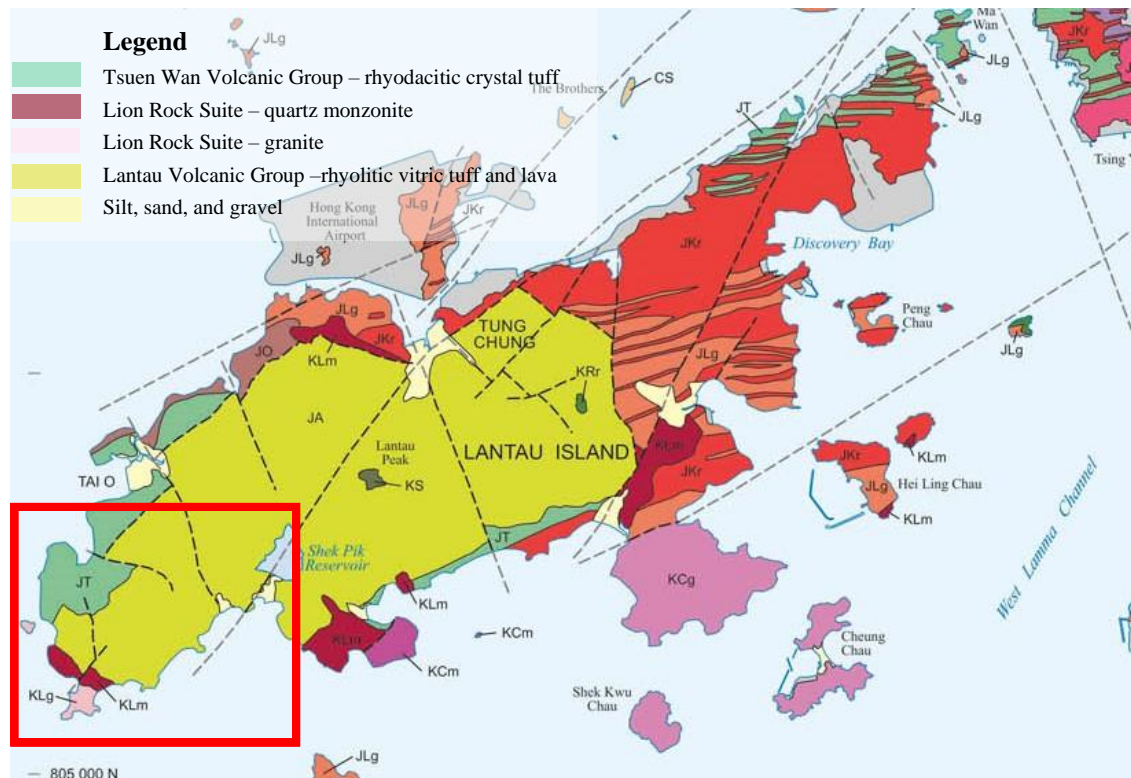 Legend
Tsuen Wan Volcanic Group – rhyodacitic crystal tuff
Lion Rock Suite – quartz monzonite
Lion Rock Suite – granite
Lantau Volcanic Group –rhyolitic vitric tuff and lava
Silt, sand, and gravel
JLg
The Brothers
CS
Ma
Wan
JLg
JKr
JT
JLg
Tsing
Hong Kong
International
Airport
JLg
JKr
JLg
JKr
Discovery Bay
JLg
JKr
JO
KLm
TUNG
CHUNG
JLg
Peng
Chau
JLg
KRr
JA
Lantau
Peak
KS
LANTAU ISLAND
KLm
JKr
TAI O
KLm
JKr
JLg
Hei Ling Chau
KLm
Shek Pik
Reservoir
JT
JT
KCg
West Lamma Channel
KLm
KLm
KCm
KCm
Cheung
Chau
KLg
KLm
Shek Kwu
Chau
JLg
805 000 N